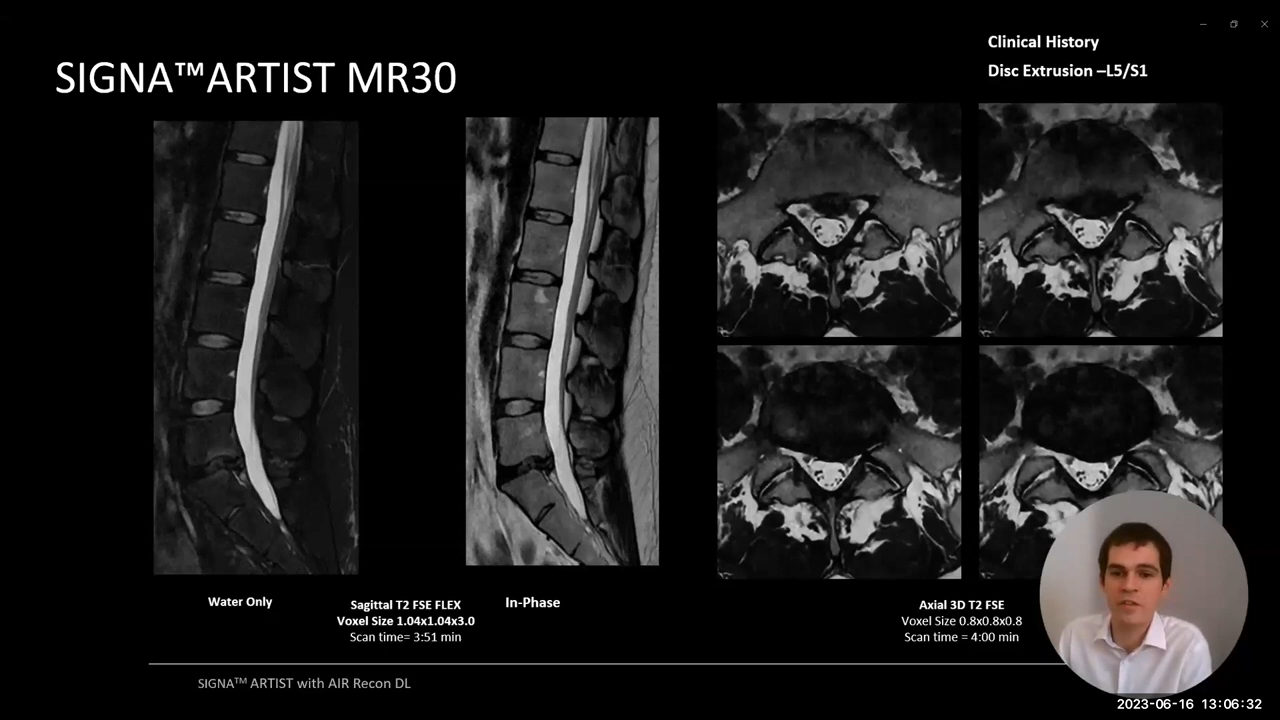 Clinical History
SIGNA™ARTIST MR30
Disc Extrusion –L5/S1
Water Only
Sagittal T2 FSE FLEX
Voxel Size 1.04x1.04x3.0
Scan time= 3:51 min
In-Phase
Axial 3D T2 FSE
Voxel Size 0.8x0.8x0.8
Scan time = 4:00 min
SIGNA™ ARTIST with AIR Recon DL
2023-06-16 13:06:32